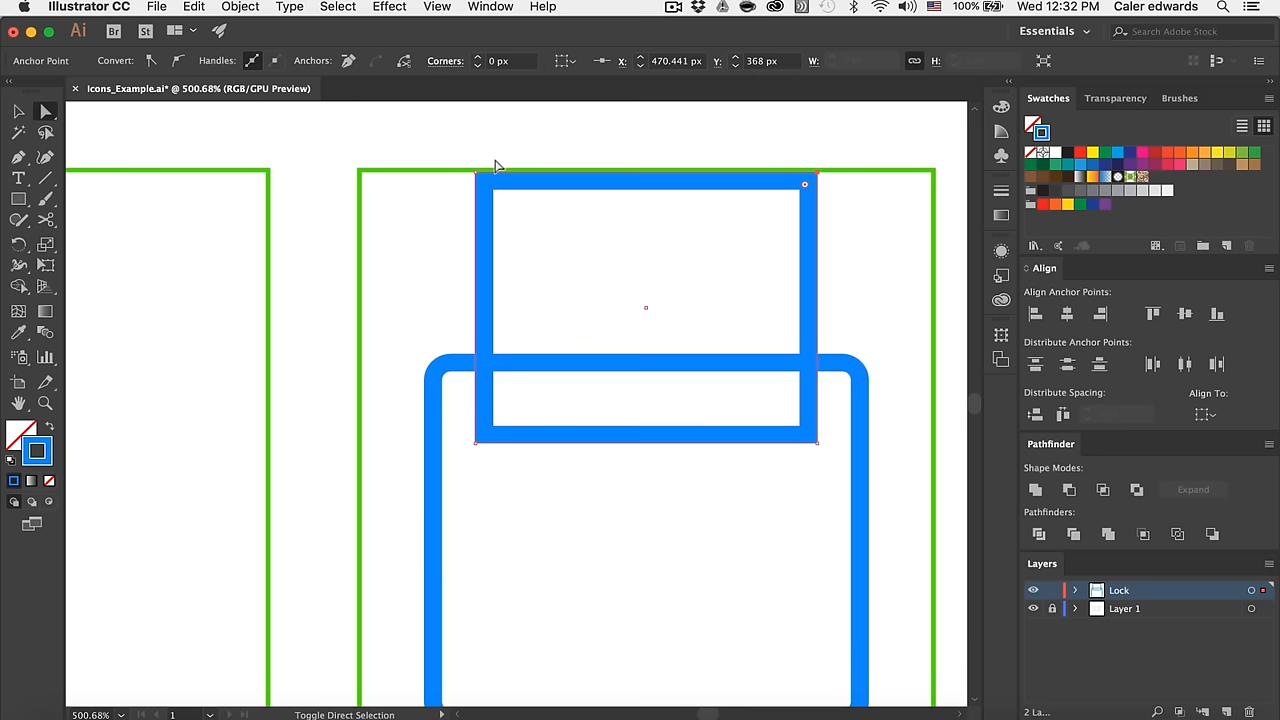 Illustrator CC File Edit Object Type Select Effect View Window Help 100% Wed 12:32 PM Caler edwards
Ai Br St Essentials Search Adobe Stock
Anchor Point Convert: Handles: Anchors: Corners: 0 px X: 470.441 px Y: 368 px W: H:
Icons_Example.ai* @ 500.68% (RGB/GPU Preview)
Swatches Transparency Brushes
Align
Align Anchor Points:
Distribute Anchor Points:
Distribute Spacing: Align To:
Pathfinder
Shape Modes:
Expand
Pathfinders:
Layers
Lock
Layer 1
500.68% 1 Toggle Direct Selection 2 La...